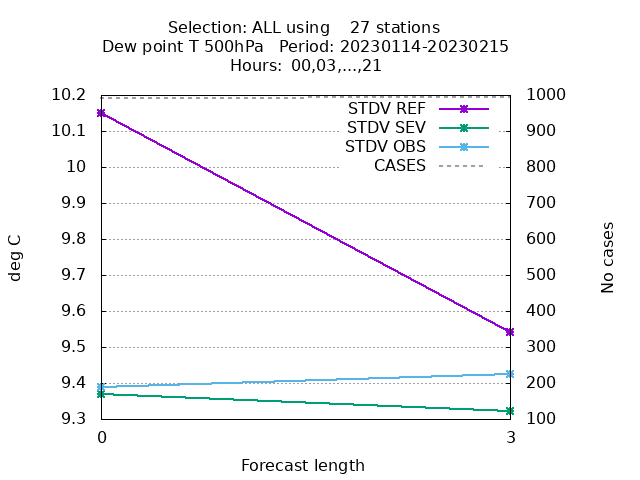 Selection: ALL using    27 stations
Dew point T 500hPa   Period: 20230114-20230215
Hours:  00,03,...,21
10.2
10.1
10
9.9
9.8
9.7
9.6
9.5
9.4
9.3
1000
900
800
700
600
500
400
300
200
100
STDV REF
STDV SEV
STDV OBS
CASES
deg C
No cases
0
3
Forecast length